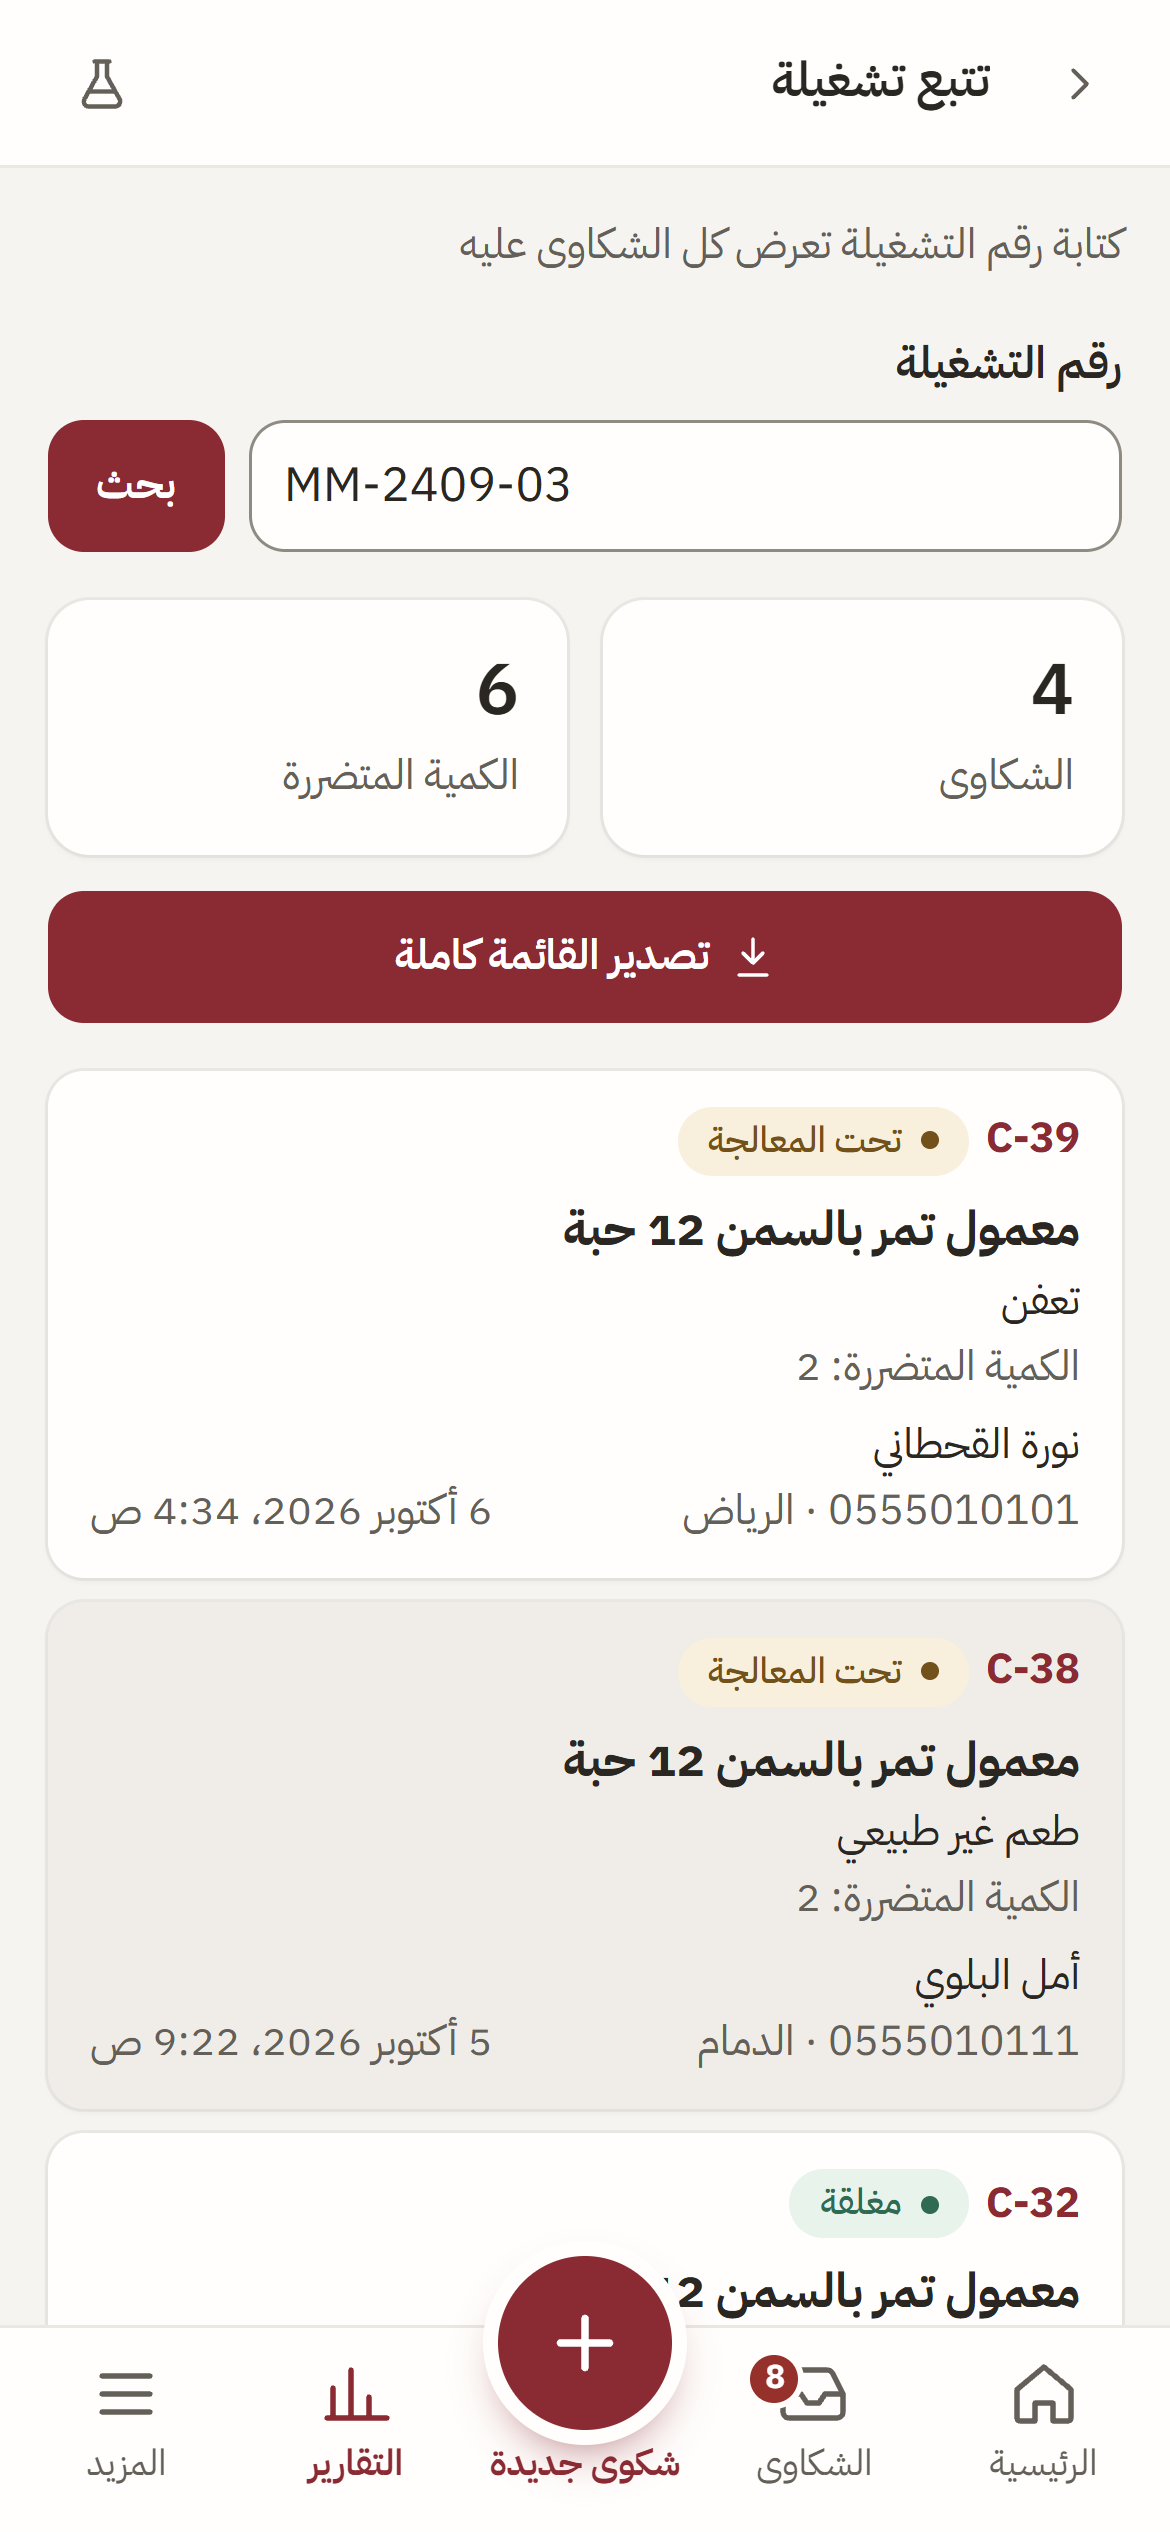 تتبع تشغيلة
كتابة رقم التشغيلة تعرض كل الشكاوى عليه
رقم التشغيلة
MM-2409-03
بحث
4
الشكاوى
6
الكمية المتضررة
تصدير القائمة كاملة
C-39 تحت المعالجة
معمول تمر بالسمن 12 حبة
تعفن
الكمية المتضررة: 2
نورة القحطاني
0555010101 · الرياض
6 أكتوبر 2026، 4:34 ص
C-38 تحت المعالجة
معمول تمر بالسمن 12 حبة
طعم غير طبيعي
الكمية المتضررة: 2
أمل البلوي
0555010111 · الدمام
5 أكتوبر 2026، 9:22 ص
C-32 مغلقة
معمول تمر بالسمن
الرئيسية
8
الشكاوى
شكوى جديدة
التقارير
المزيد